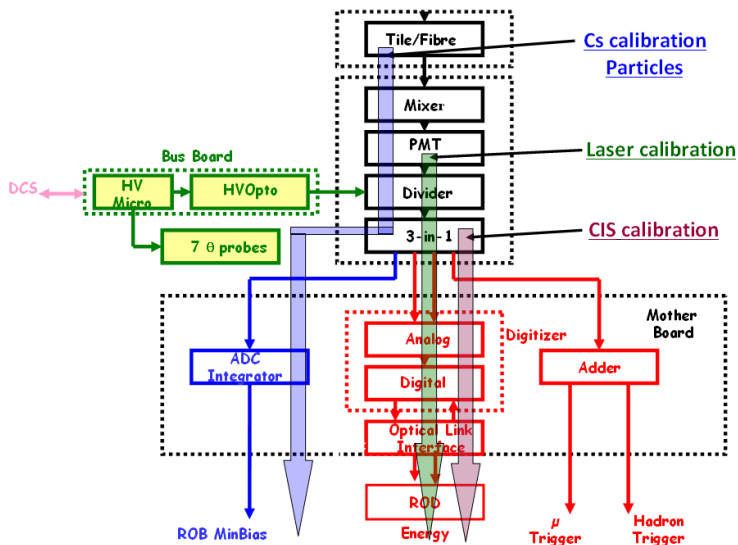 Tile/Fibre
Cs calibration
Particles
Mixer
PMT
Laser calibration
Bus Board
DCS
HV
Micro
HVOpto
Divider
3-in-1
CIS calibration
7 θ probes
Mother
Board
Analog
Digitizer
ADC
Integrator
Digital
Adder
Optical Link
Interface
ROD
Energy
ROB MinBias
μ
Trigger
Hadron
Trigger